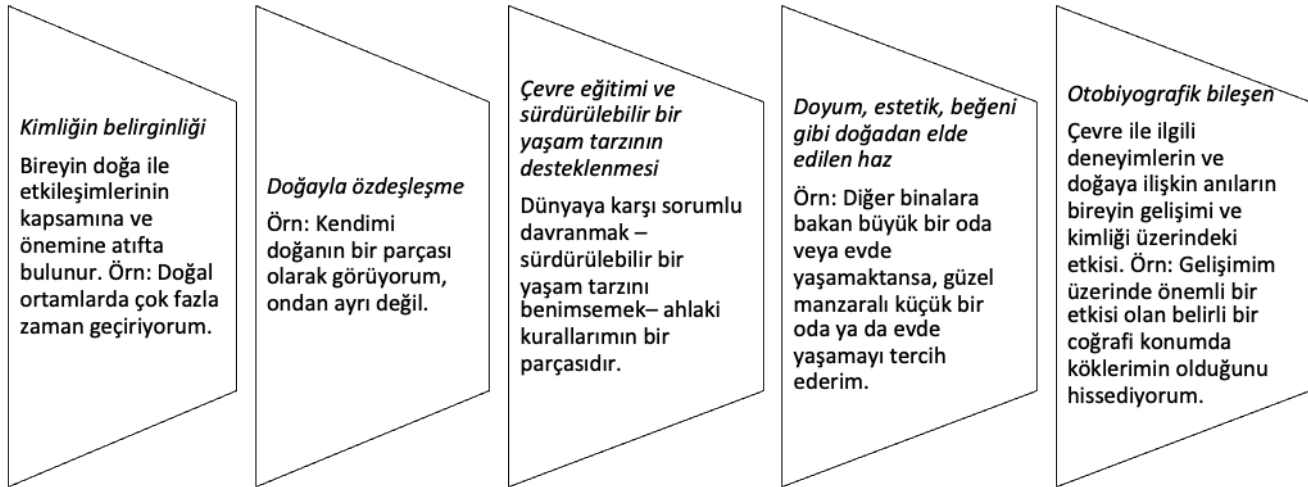 Kimliğin belirginliği
Bireyin doğa ile
etkileşimlerinin
kapsamına ve
önemine atıfta
bulunur. Örn: Doğal
ortamlarda çok fazla
zaman geçiriyorum.
Doğayla özdeşleşme
Örn: Kendimi
doğanın bir parçası
olarak görüyorum,
ondan ayrı değil.
Çevre eğitimi ve
sürdürülebilir bir
yaşam tarzının
desteklenmesi
Dünyaya karşı sorumlu
davranmak –
sürdürülebilir bir
yaşam tarzını
benimsemek– ahlaki
kurallarımın bir
parçasıdır.
Doyum, estetik, beğeni
gibi doğadan elde
edilen haz
Örn: Diğer binalara
bakan büyük bir oda
veya evde
yaşamaktansa, güzel
manzaralı küçük bir
oda ya da evde
yaşamayı tercih
ederim.
Otobiyografik bileşen
Çevre ile ilgili
deneyimlerin ve
doğaya ilişkin anıların
bireyin gelişimi ve
kimliği üzerindeki
etkisi. Örn: Gelişimim
üzerinde önemli bir
etkisi olan belirli bir
coğrafi konumda
köklerimin olduğunu
hissediyorum.